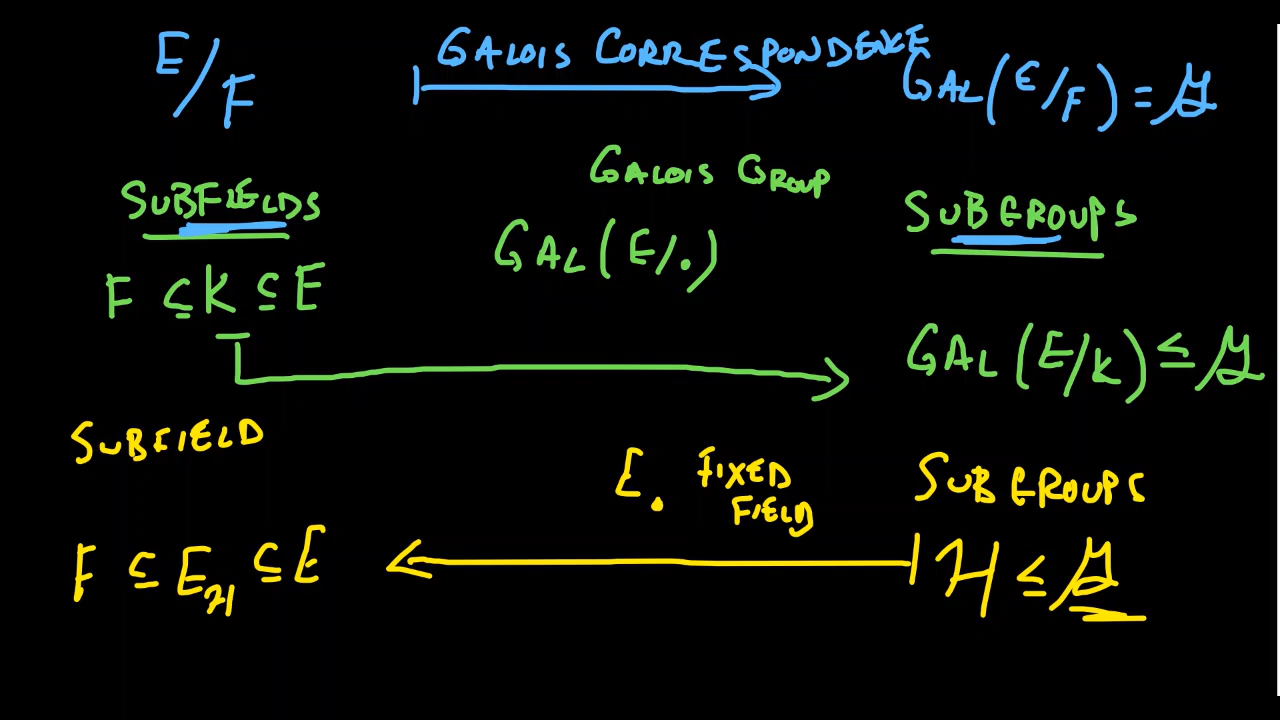 E/F GALOIS CORRESPONDENCE GAL(E/F) = G
GALOIS GROUP
SUBFIELDS SUBGROUPS
GAL(E/.)
F ⊆ K ⊆ E
GAL(E/K) ≤ G
SUBFIELD
E. FIXED FIELD
SUBGROUPS
F ⊆ E_H ⊆ E H ≤ G